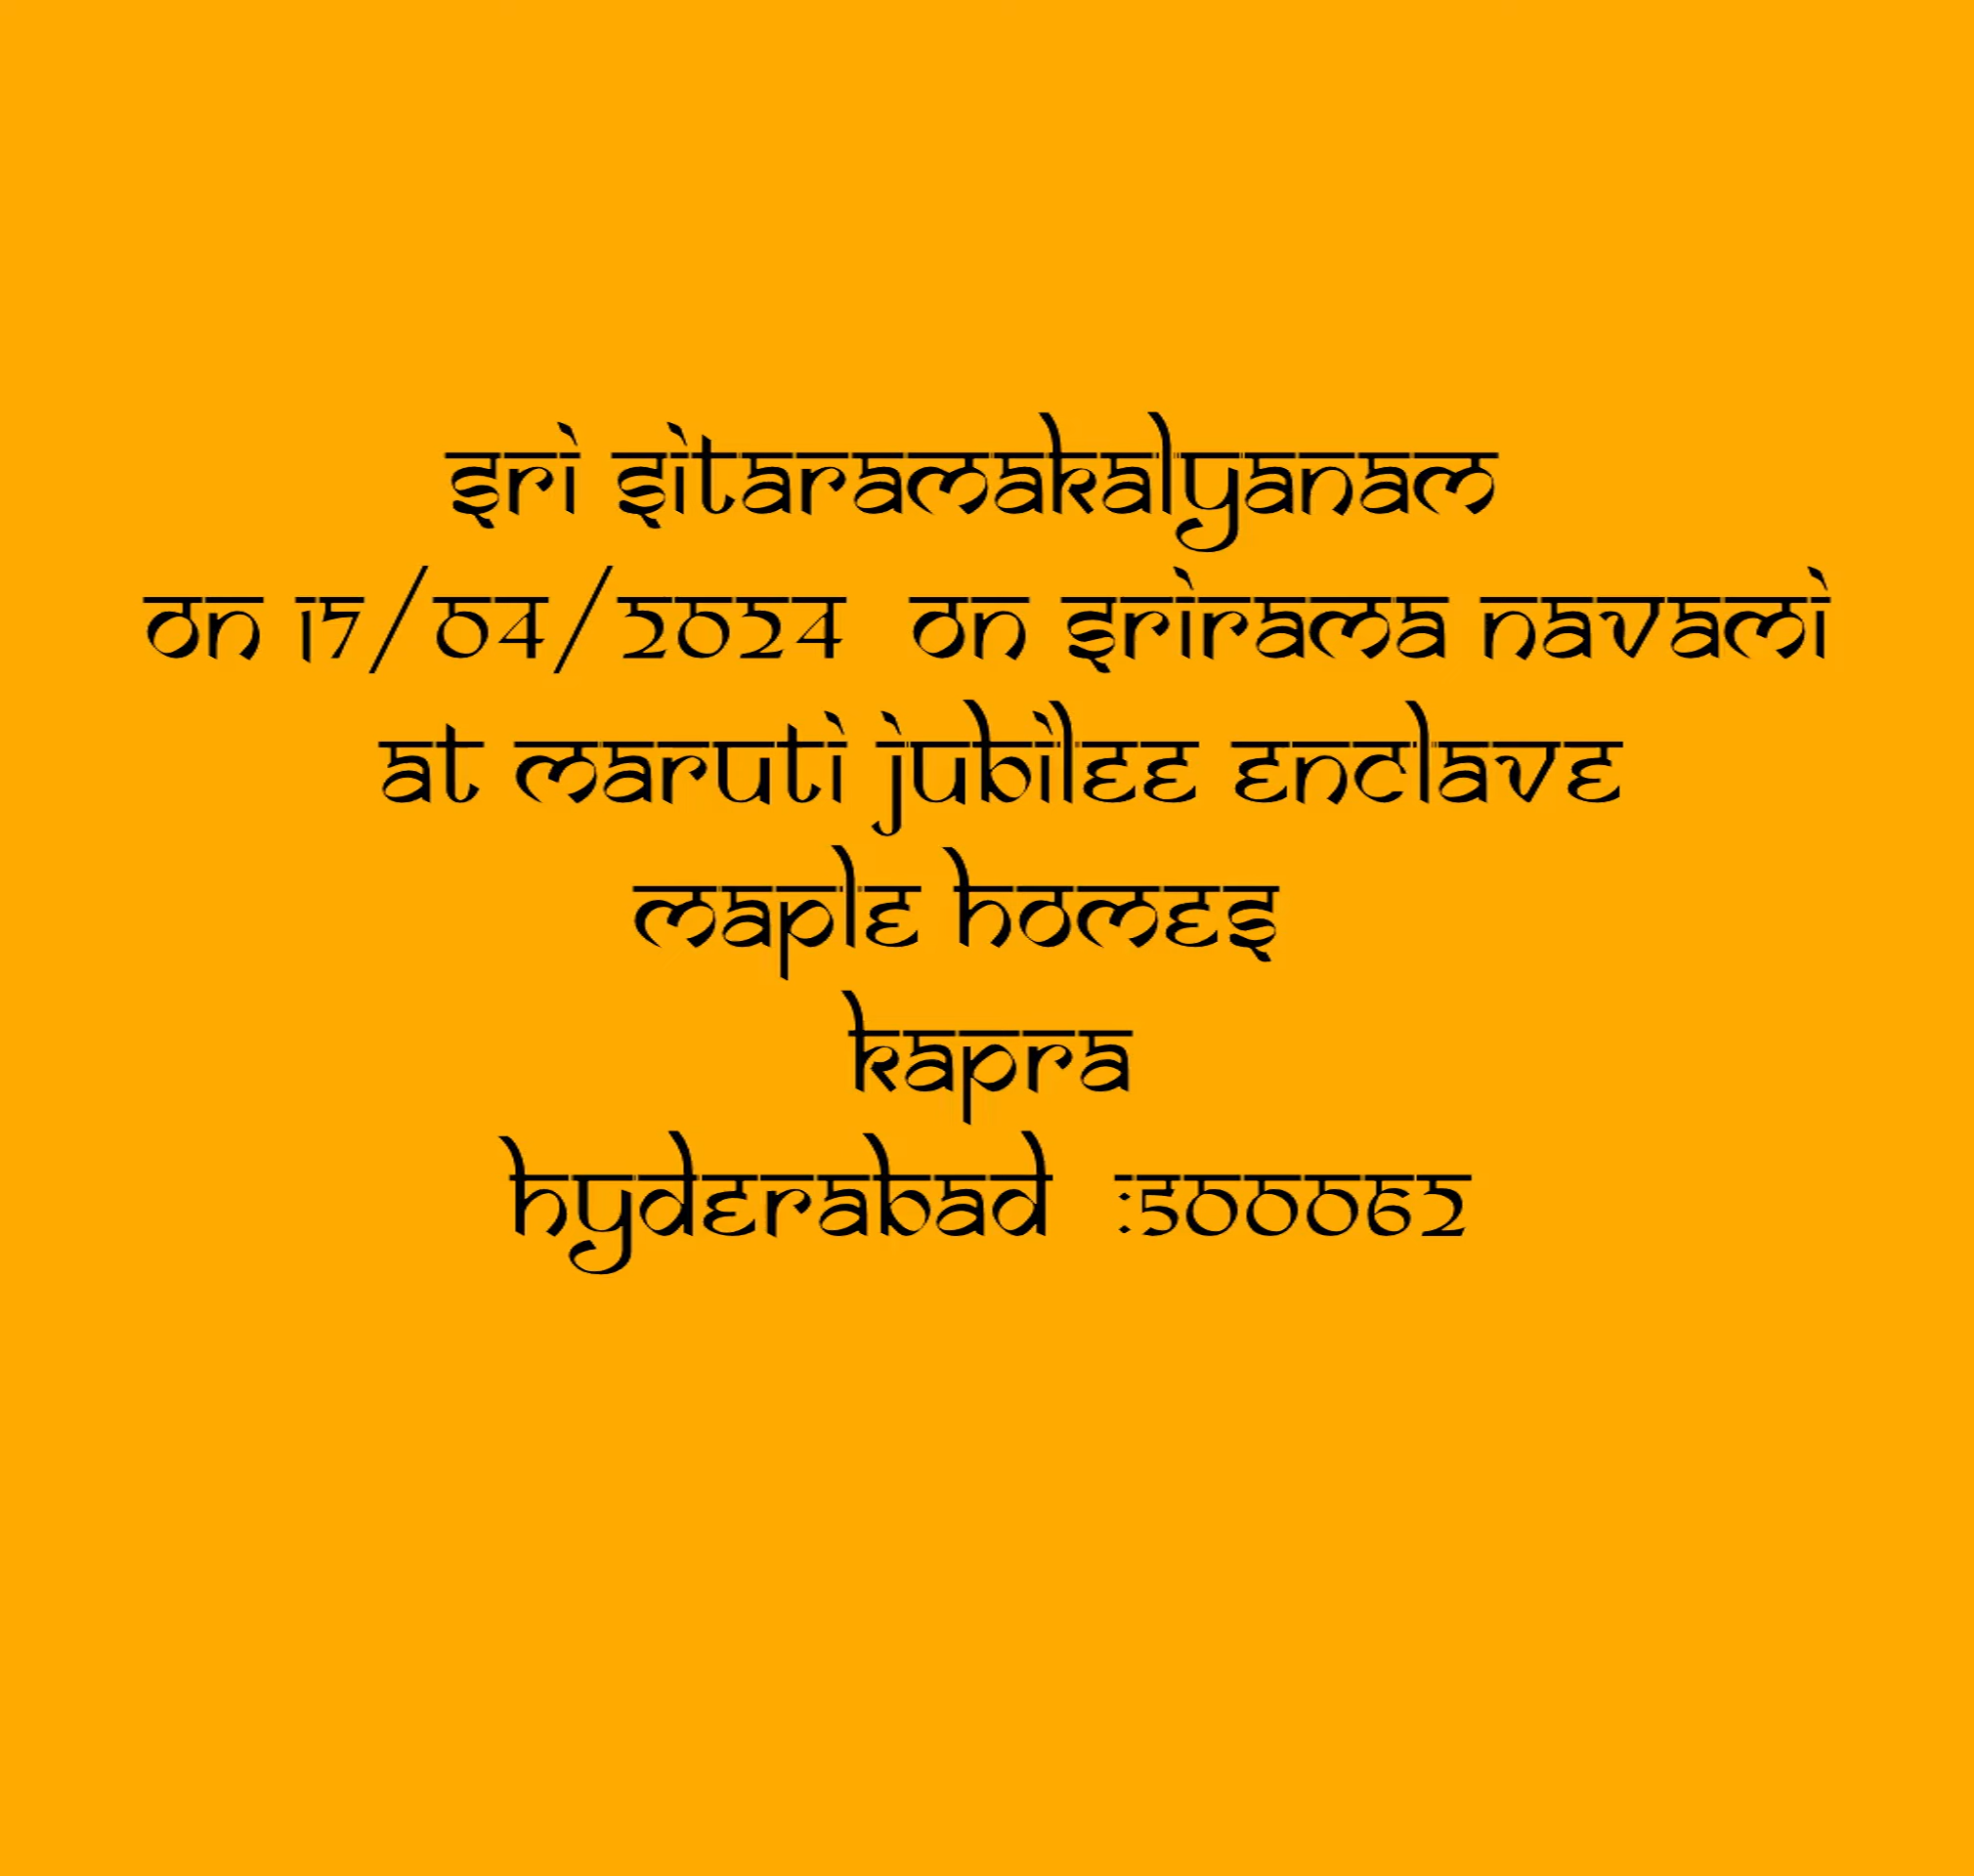 sri sitaramakalyanam
on 17/04/2024 on srirama navami
at maruti jubilee enclave
maple homes
kapra
hyderabad :500062